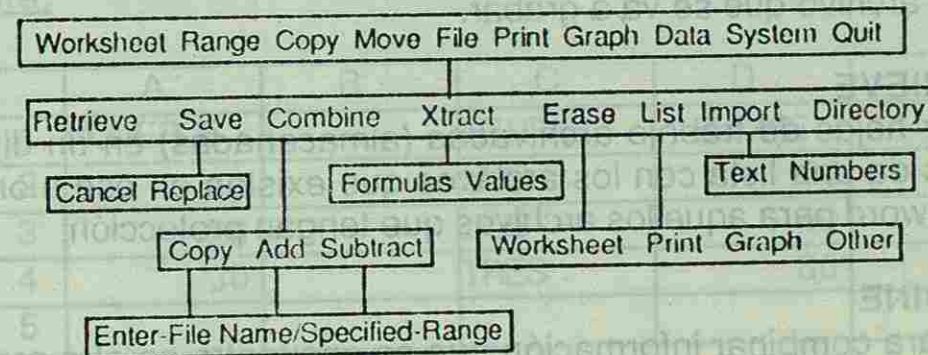 Worksheet Range Copy Move File Print Graph Data System Quit
Retrieve Save Combine Xtract Erase List Import Directory
Cancel Replace
Formulas Values
Text Numbers
Copy Add Subtract
Worksheet Print Graph Other
Enter-File Name/Specified-Range